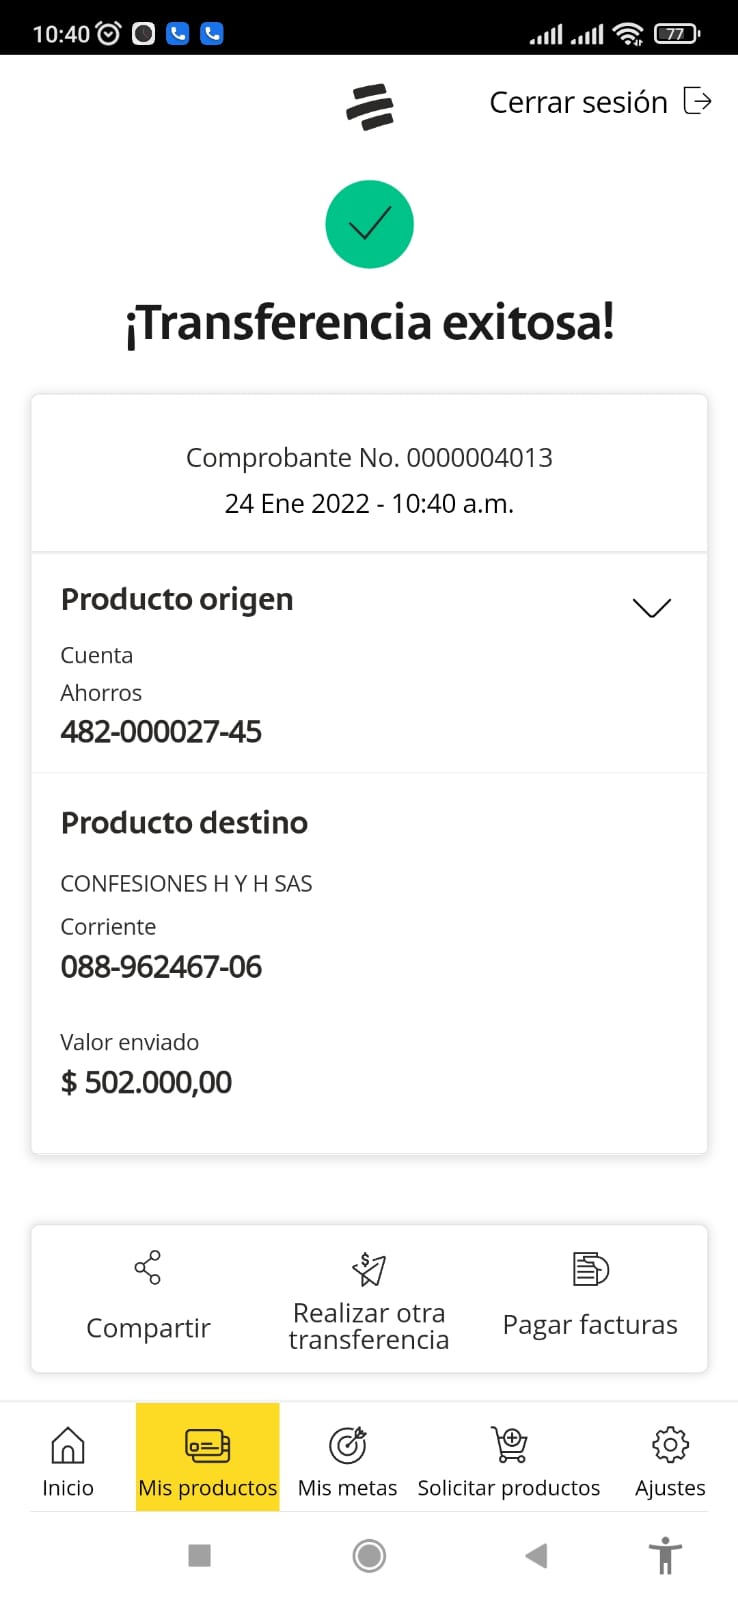 10:40
77
Cerrar sesión
¡Transferencia exitosa!
Comprobante No. 0000004013
24 Ene 2022 - 10:40 a.m.
Producto origen
Cuenta
Ahorros
482-000027-45
Producto destino
CONFESIONES H Y H SAS
Corriente
088-962467-06
Valor enviado
$ 502.000,00
Compartir
Realizar otra
transferencia
Pagar facturas
Inicio
Mis productos
Mis metas
Solicitar productos
Ajustes